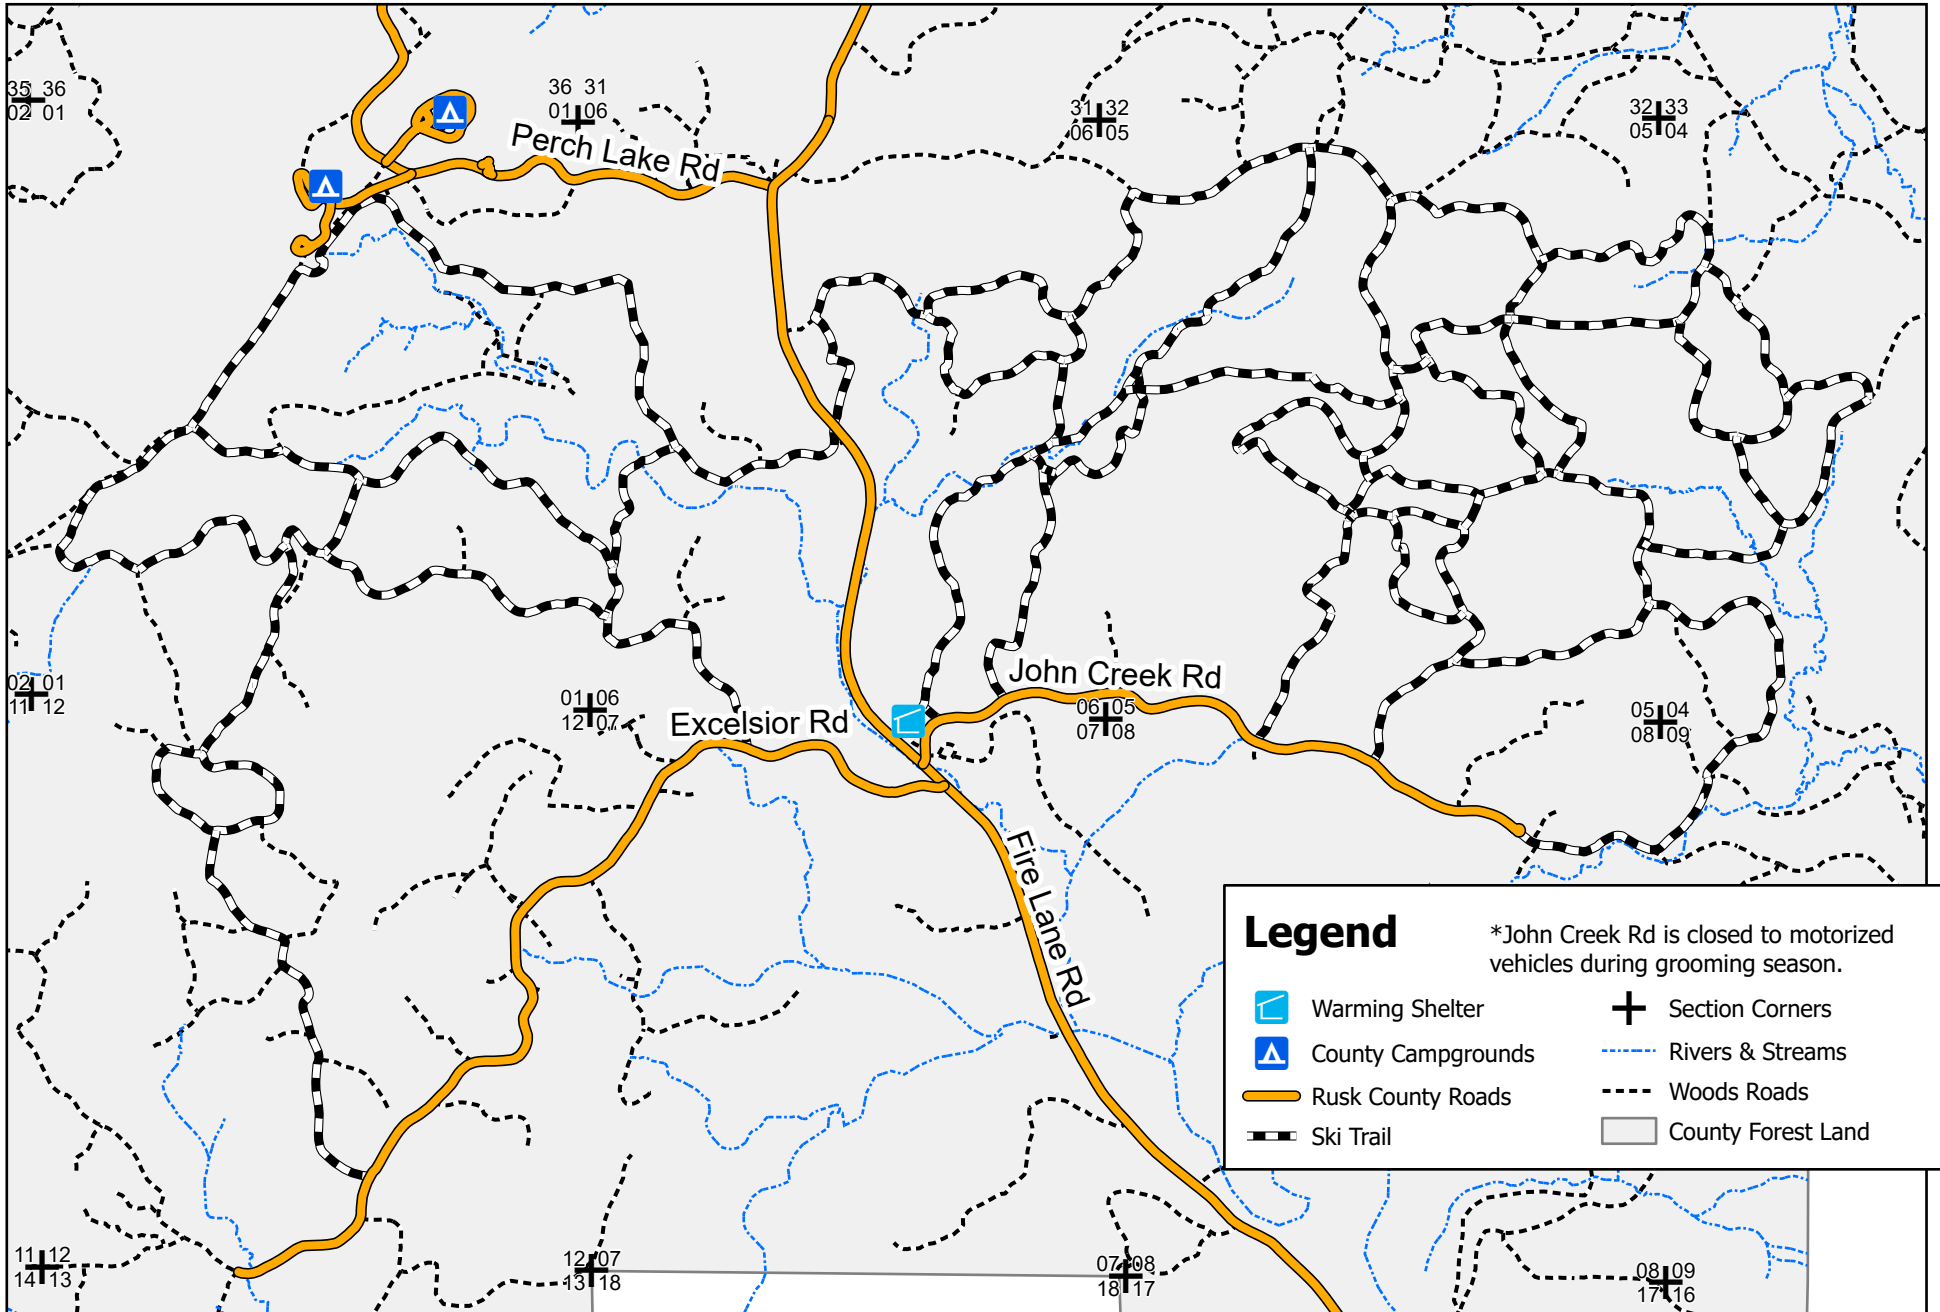 35 36
02 01
36 31
01 06
31 32
06 05
32 33
05 04
Perch Lake Rd
02 01
11 12
01 06
12 07
Excelsior Rd
John Creek Rd
06 05
07 08
05 04
08 09
Fire Lane Rd
Legend
*John Creek Rd is closed to motorized
vehicles during grooming season.
Warming Shelter
County Campgrounds
Rusk County Roads
Ski Trail
Section Corners
Rivers & Streams
Woods Roads
County Forest Land
11 12
14 13
12 07
13 18
07 08
18 17
08 09
17 16